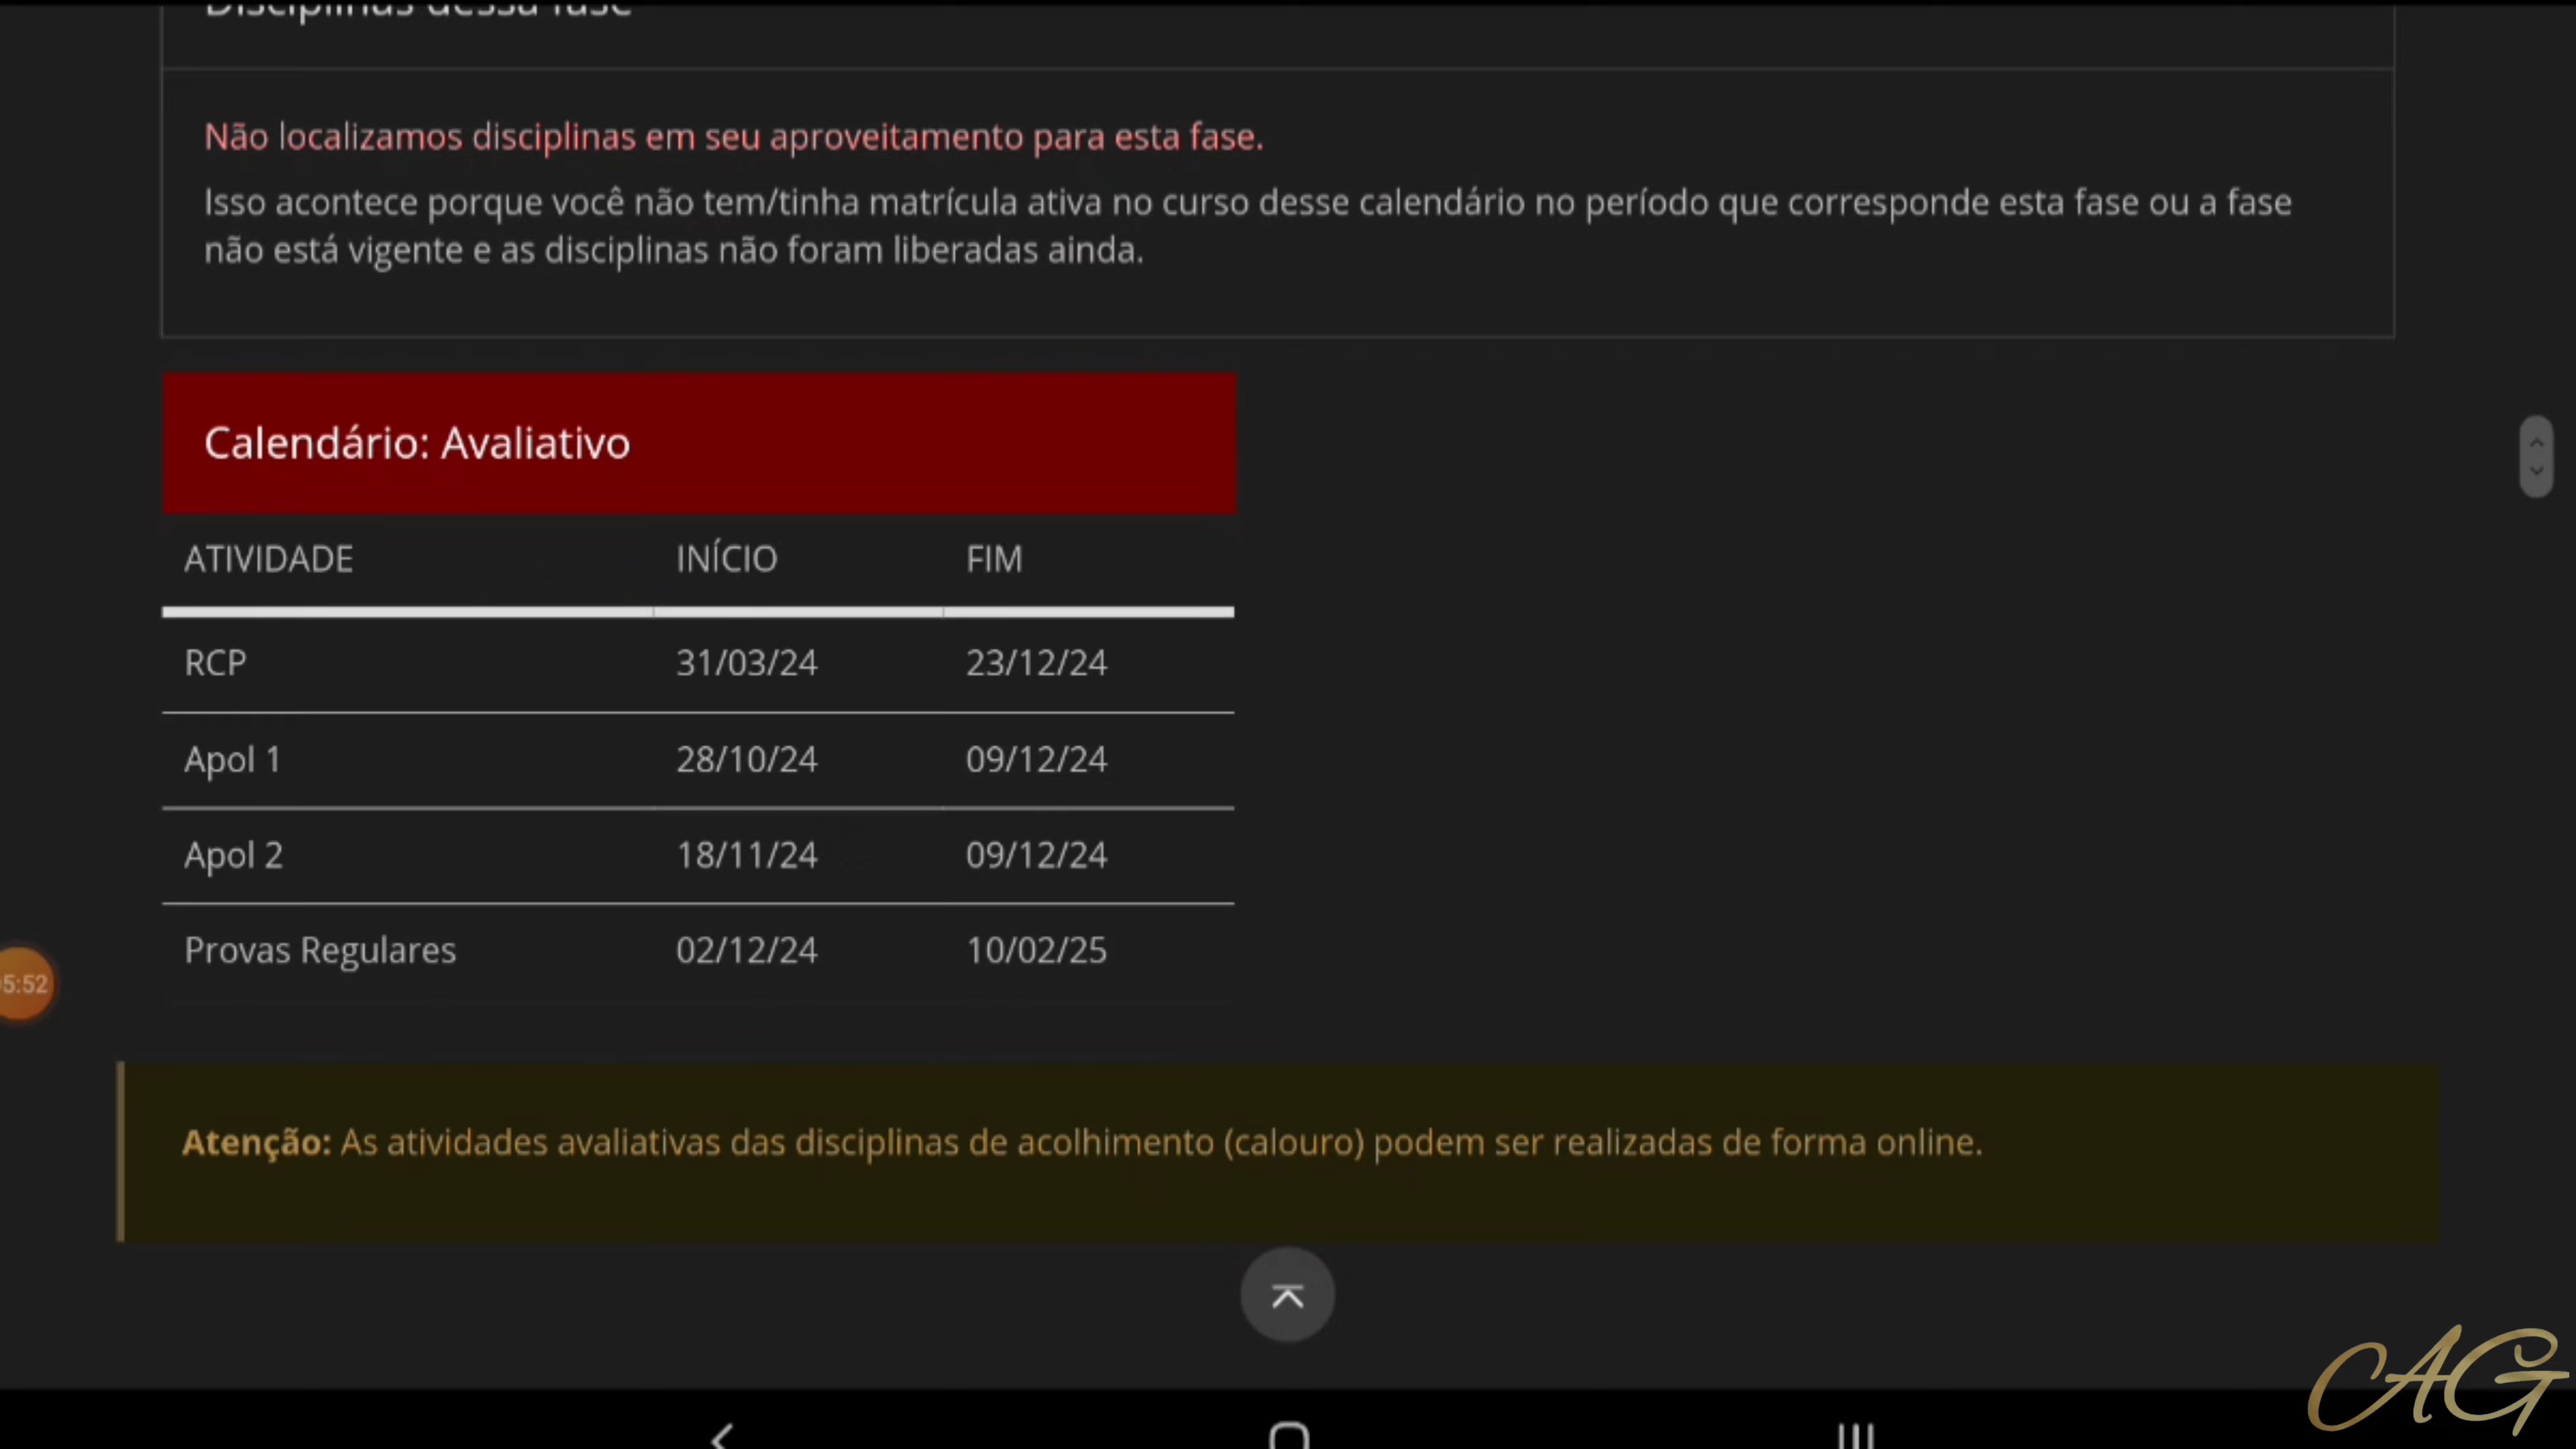 Disciplinas dessa fase
Não localizamos disciplinas em seu aproveitamento para esta fase.
Isso acontece porque você não tem/tinha matrícula ativa no curso desse calendário no período que corresponde esta fase ou a fase
não está vigente e as disciplinas não foram liberadas ainda.
Calendário: Avaliativo
ATIVIDADE INÍCIO FIM
RCP 31/03/24 23/12/24
Apol 1 28/10/24 09/12/24
Apol 2 18/11/24 09/12/24
Provas Regulares 02/12/24 10/02/25
5:52
Atenção: As atividades avaliativas das disciplinas de acolhimento (calouro) podem ser realizadas de forma online.
CAG